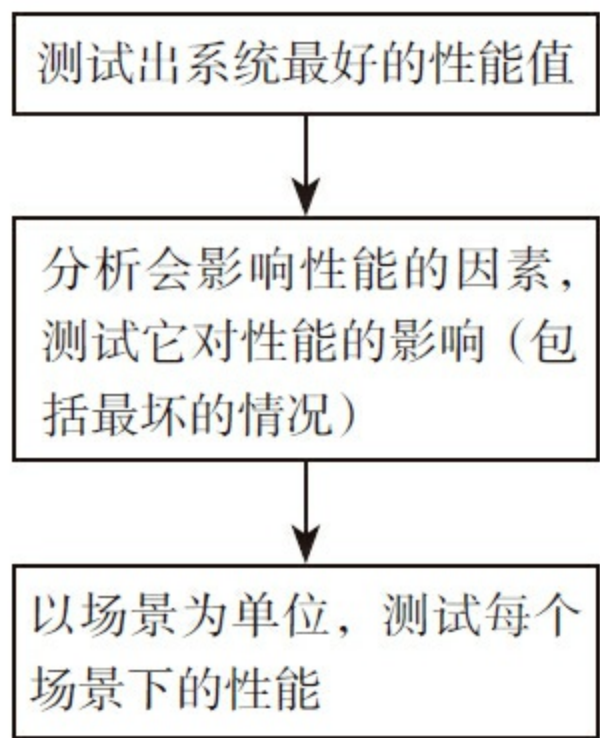 测试出系统最好的性能值
分析会影响性能的因素，
测试它对性能的影响（包
括最坏的情况）
以场景为单位，测试每个
场景下的性能